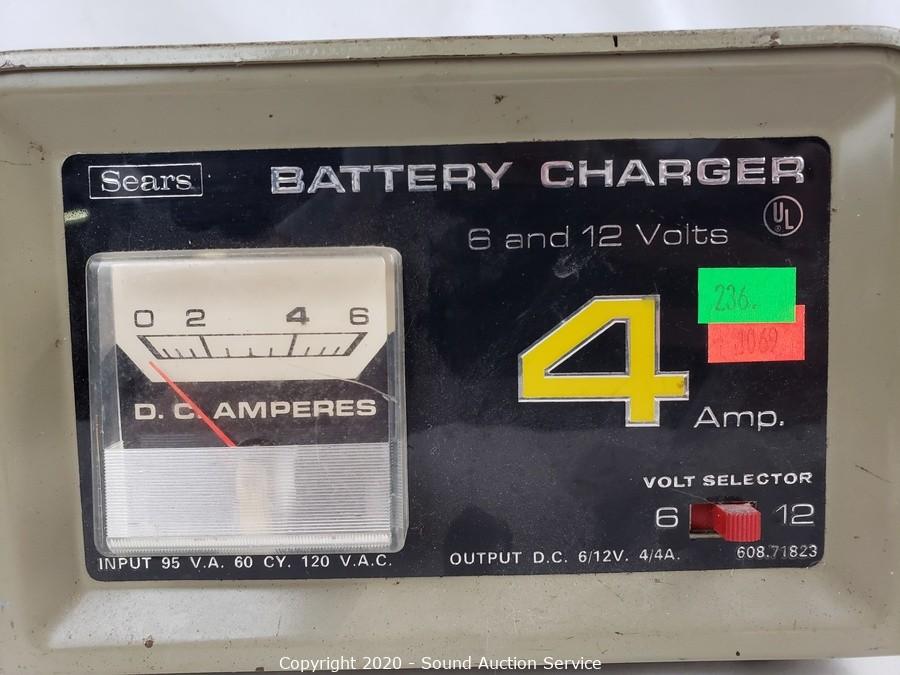 Sears
BATTERY CHARGER
UL
®
6 and 12 Volts
0 2 4 6
D. C. AMPERES
4
Amp.
236.
1069
VOLT SELECTOR
6 12
INPUT 95 V.A. 60 CY. 120 V.A.C.
OUTPUT D.C. 6/12V. 4/4A.
608.71823
Copyright 2020 - Sound Auction Service